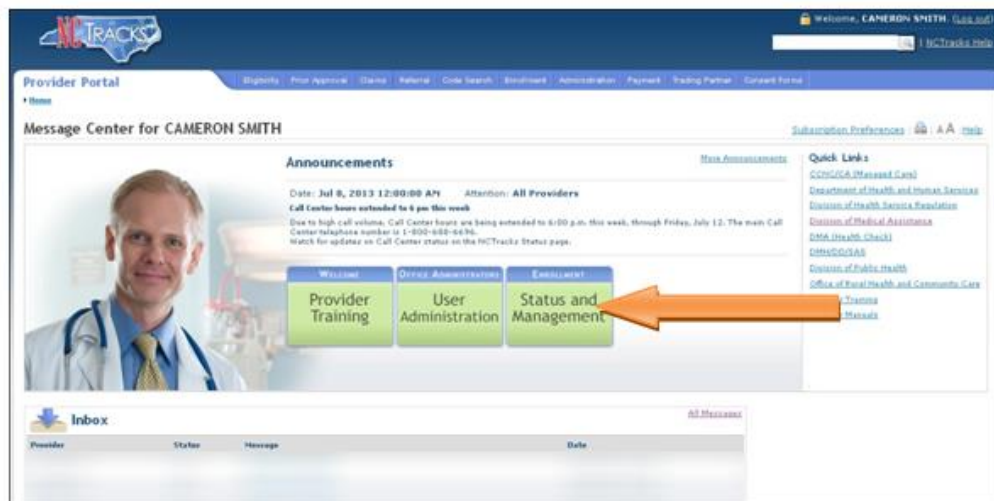 NCTRACKS
Welcome, CAMERON SMITH. (Log out)
NCTracks Help
Provider Portal
Eligibility Prior Approval Claims Referral Code Search Enrollment Administration Payment Trading Partner Consent Forms
Home
Message Center for CAMERON SMITH
Subscription Preferences A A Help
Announcements
More Announcements
Date: Jul 8, 2013 12:00:00 AM Attention: All Providers
Call Center hours extended to 6 pm this week
Due to high call volume, Call Center hours are being extended to 6:00 p.m. this week, through Friday, July 12. The main Call
Center telephone number is 1-800-688-6696.
Watch for updates on Call Center status on the NCTracks Status page.
WELCOME
Provider
Training
OFFICE ADMINISTRATORS
User
Administration
ENROLLMENT
Status and
Management
Quick Links
CCNC/CA (Managed Care)
Department of Health and Human Services
Division of Health Service Regulation
Division of Medical Assistance
DMA (Health Check)
DMH/DD/SAS
Division of Public Health
Office of Rural Health and Community Care
Training
Manuals
Inbox
All Messages
Provider Status Message Date